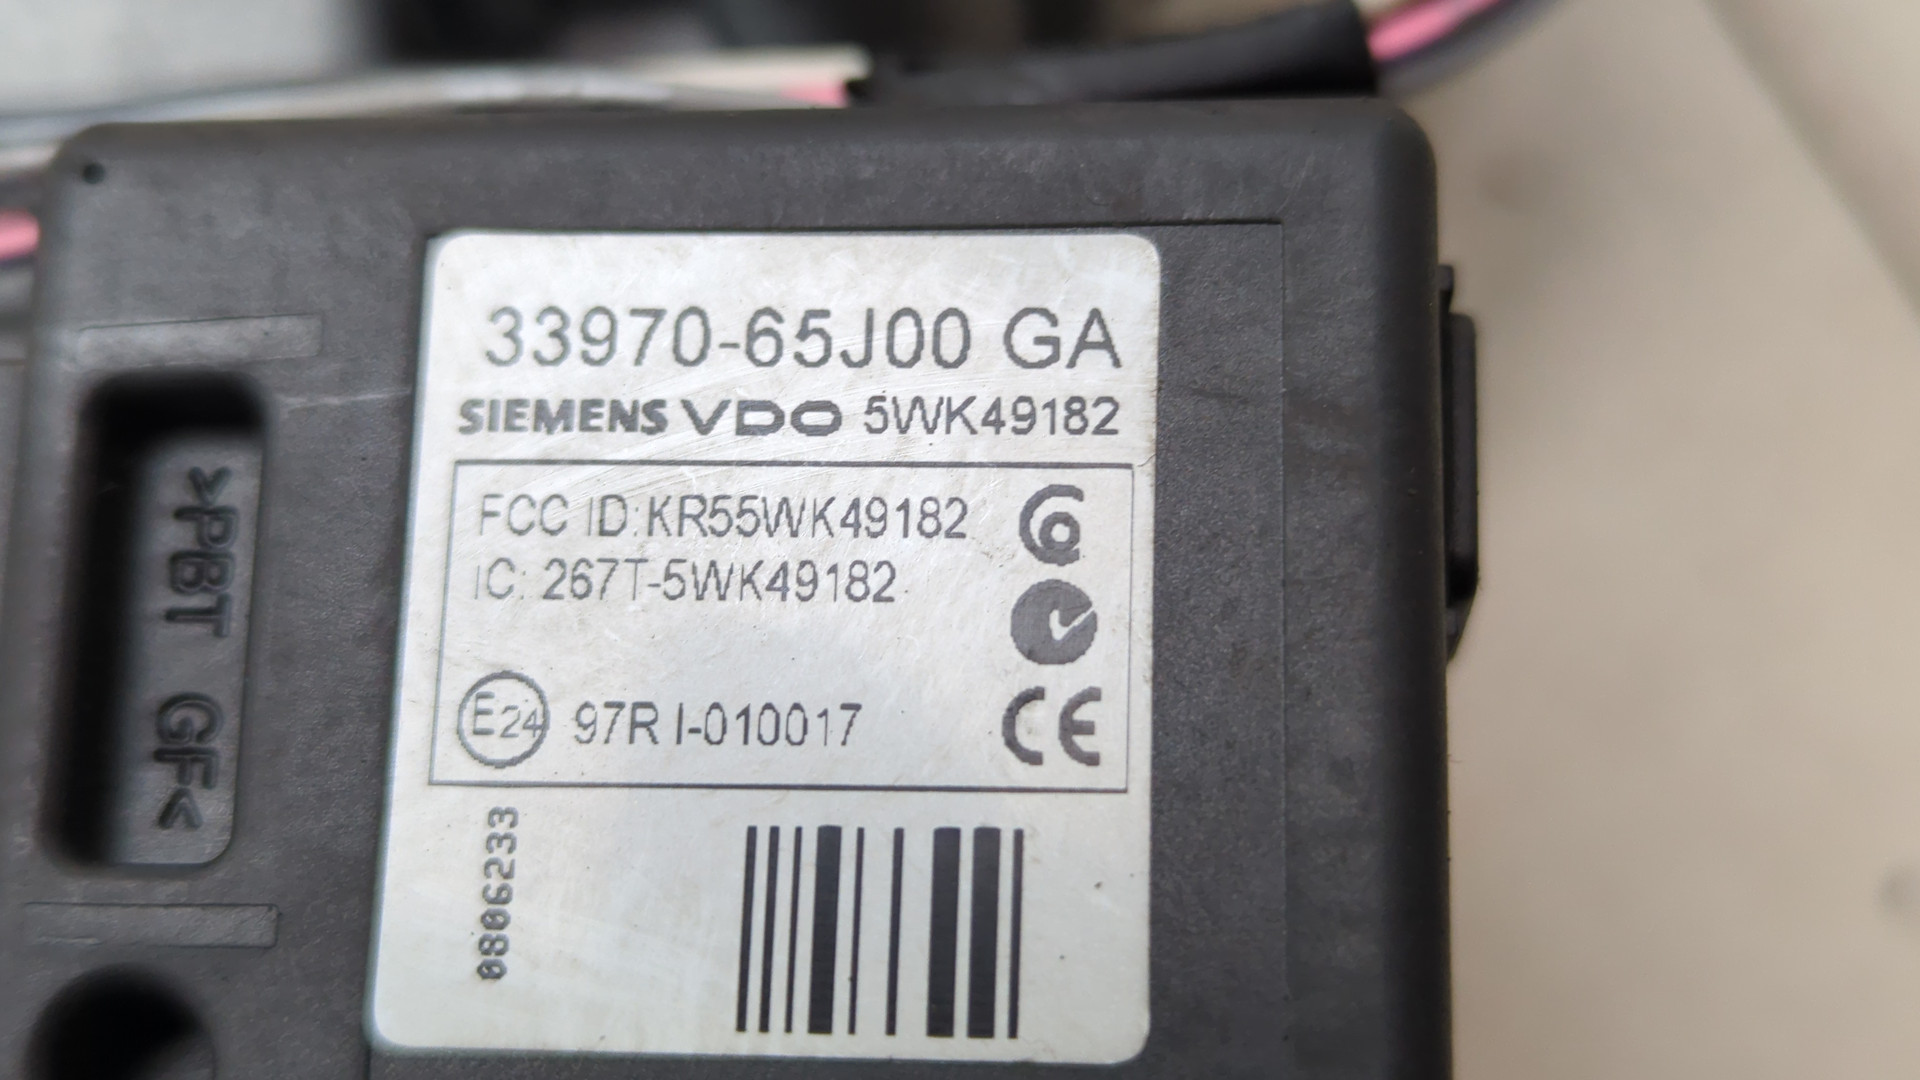 33970-65J00 GA
SIEMENS VDO 5WK49182
FCC ID:KR55WK49182
IC: 267T-5WK49182
E24 97R I-010017
CE
0806233
>PBT GF<